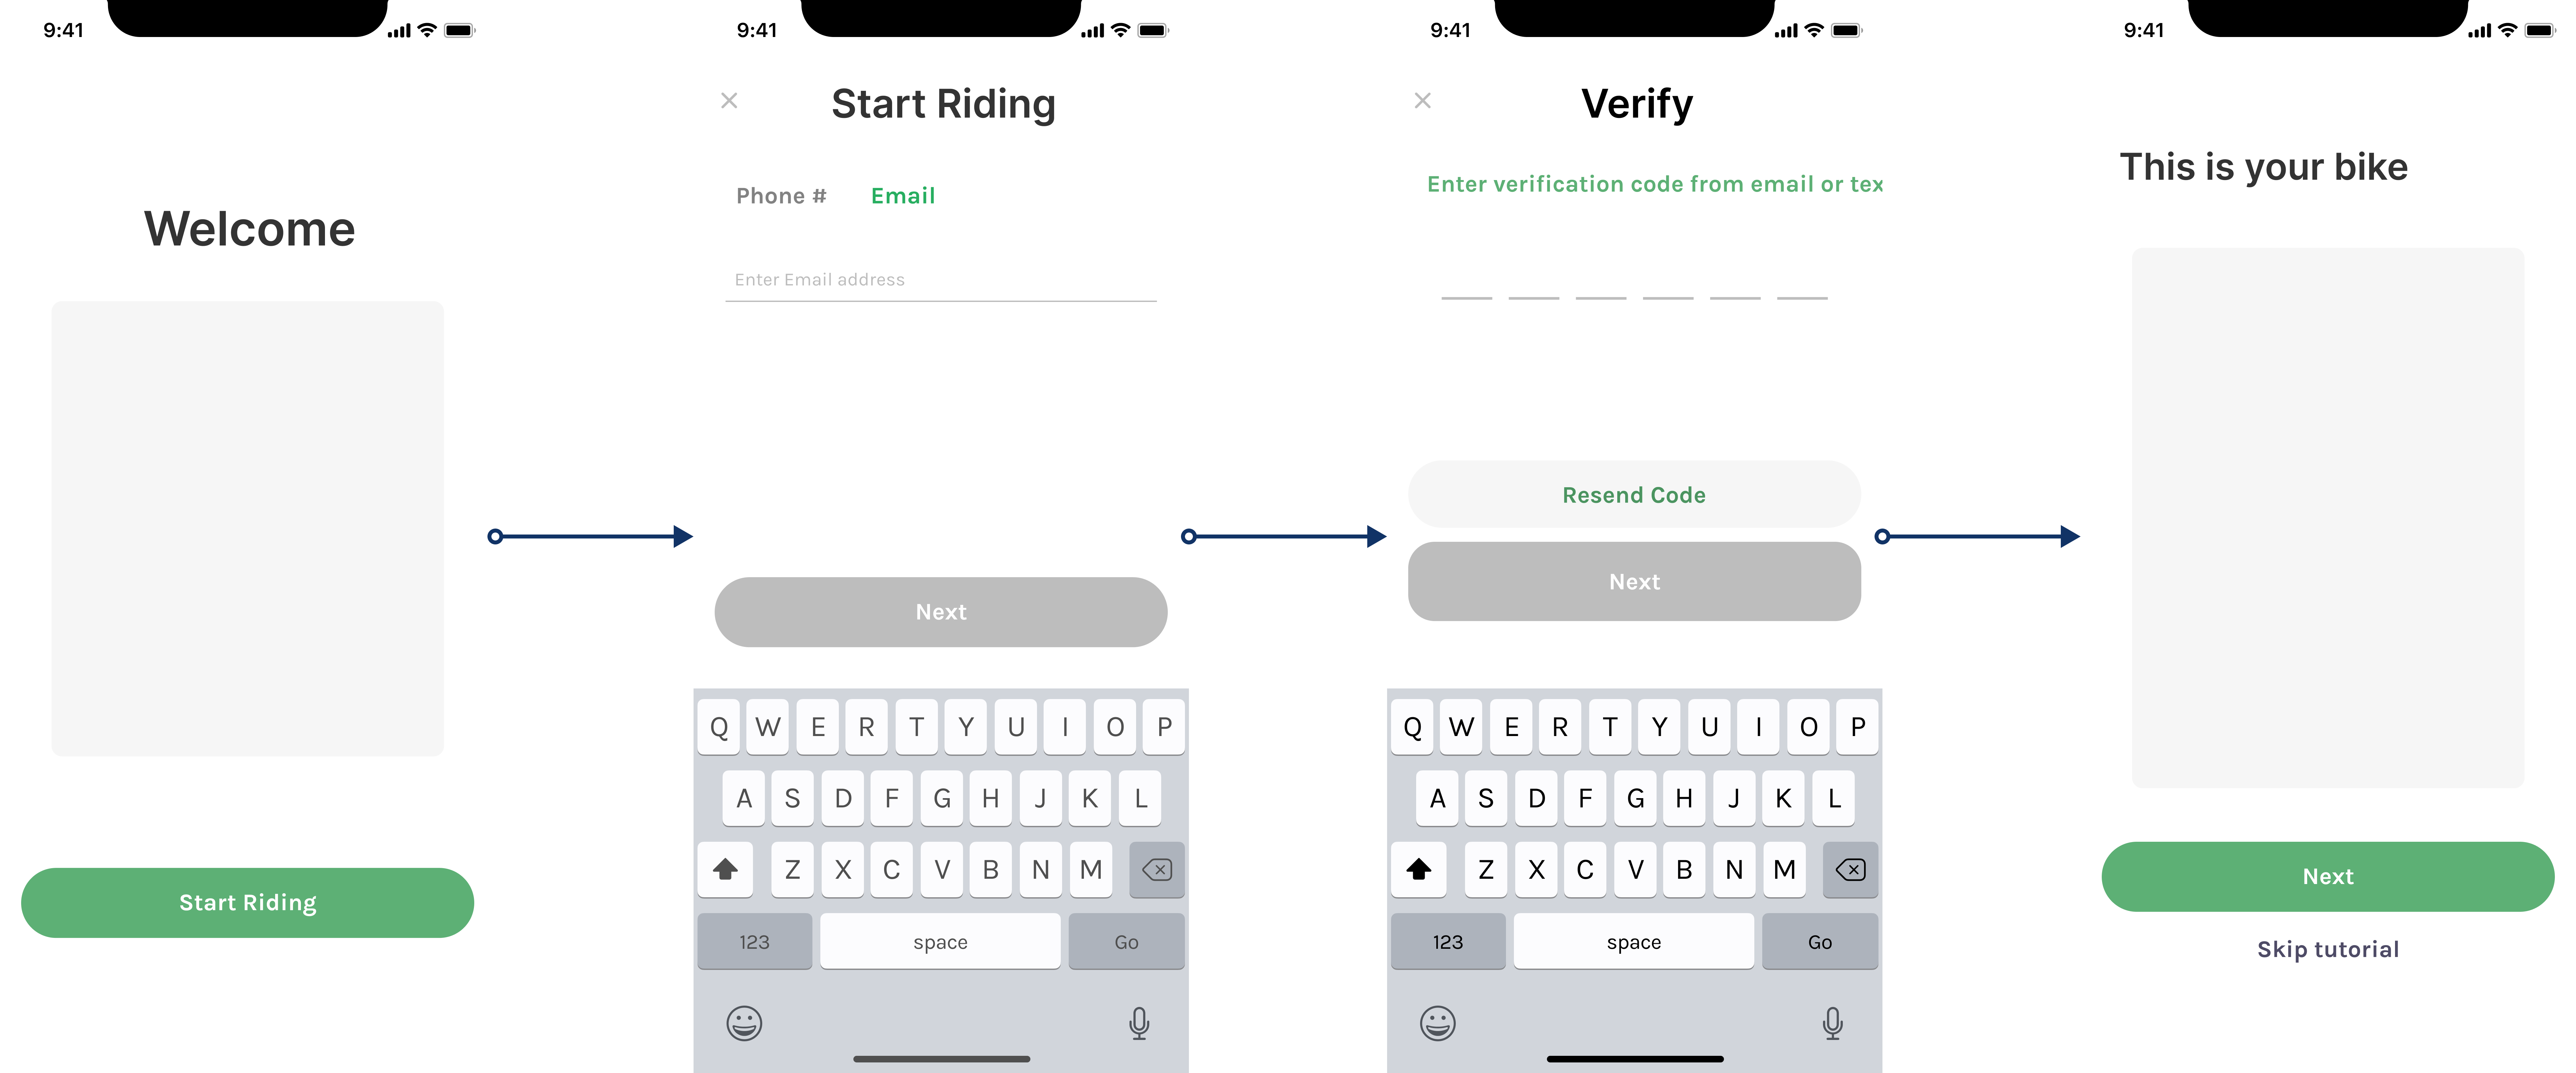 9:41
Welcome
Start Riding
9:41
Start Riding
Phone # Email
Enter Email address
Next
Q W E R T Y U I O P
A S D F G H J K L
Z X C V B N M
123 space Go
9:41
Verify
Enter verification code from email or tex
Resend Code
Next
Q W E R T Y U I O P
A S D F G H J K L
Z X C V B N M
123 space Go
9:41
This is your bike
Next
Skip tutorial